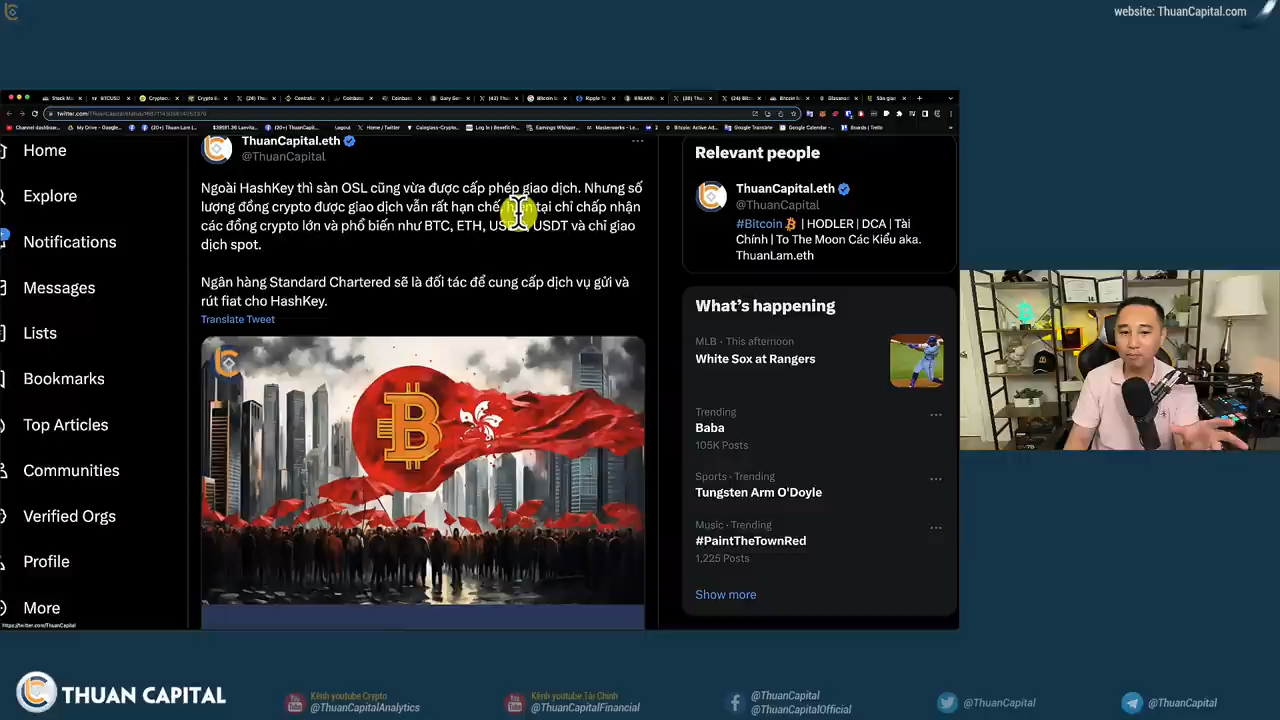 website: ThuanCapital.com
Home
Explore
Notifications
Messages
Lists
Bookmarks
Top Articles
Communities
Verified Orgs
Profile
More
https://twitter.com/ThuanCapital
ThuanCapital.eth
@ThuanCapital
Ngoài HashKey thì sàn OSL cũng vừa được cấp phép giao dịch. Nhưng số
lượng đồng crypto được giao dịch vẫn rất hạn chế, hiện tại chỉ chấp nhận
các đồng crypto lớn và phổ biến như BTC, ETH, USDC, USDT và chỉ giao
dịch spot.
Ngân hàng Standard Chartered sẽ là đối tác để cung cấp dịch vụ gửi và
rút fiat cho HashKey.
Translate Tweet
Relevant people
ThuanCapital.eth
@ThuanCapital
#Bitcoin | HODLER | DCA | Tài
Chính | To The Moon Các Kiểu aka.
ThuanLam.eth
What's happening
MLB · This afternoon
White Sox at Rangers
Trending
Baba
105K Posts
Sports · Trending
Tungsten Arm O'Doyle
Music · Trending
#PaintTheTownRed
1,225 Posts
Show more
THUAN CAPITAL
Kênh youtube Crypto
@ThuanCapitalAnalytics
Kênh youtube Tài Chính
@ThuanCapitalFinancial
@ThuanCapital
@ThuanCapitalOfficial
@ThuanCapital
@ThuanCapital